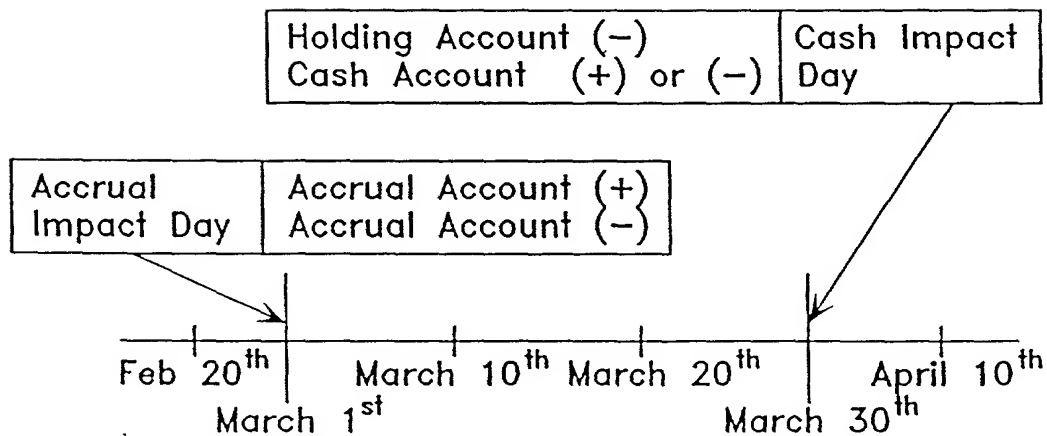 Holding Account (−) Cash Impact
Cash Account (+) or (−) Day
Accrual Accrual Account (+)
Impact Day Accrual Account (−)
Feb 20th March 10th March 20th April 10th
March 1st March 30th